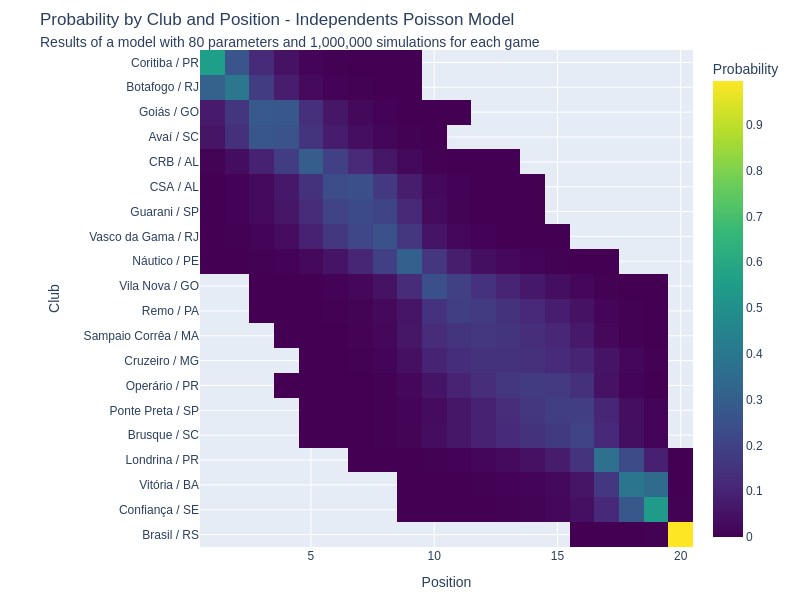 Probability by Club and Position - Independents Poisson Model
Results of a model with 80 parameters and 1,000,000 simulations for each game
Probability
Coritiba / PR
Botafogo / RJ
Goiás / GO
Avaí / SC
CRB / AL
CSA / AL
Guarani / SP
Vasco da Gama / RJ
Náutico / PE
Vila Nova / GO
Remo / PA
Sampaio Corrêa / MA
Cruzeiro / MG
Operário / PR
Ponte Preta / SP
Brusque / SC
Londrina / PR
Vitória / BA
Confiança / SE
Brasil / RS
Club
5
10
15
20
Position
0.9
0.8
0.7
0.6
0.5
0.4
0.3
0.2
0.1
0